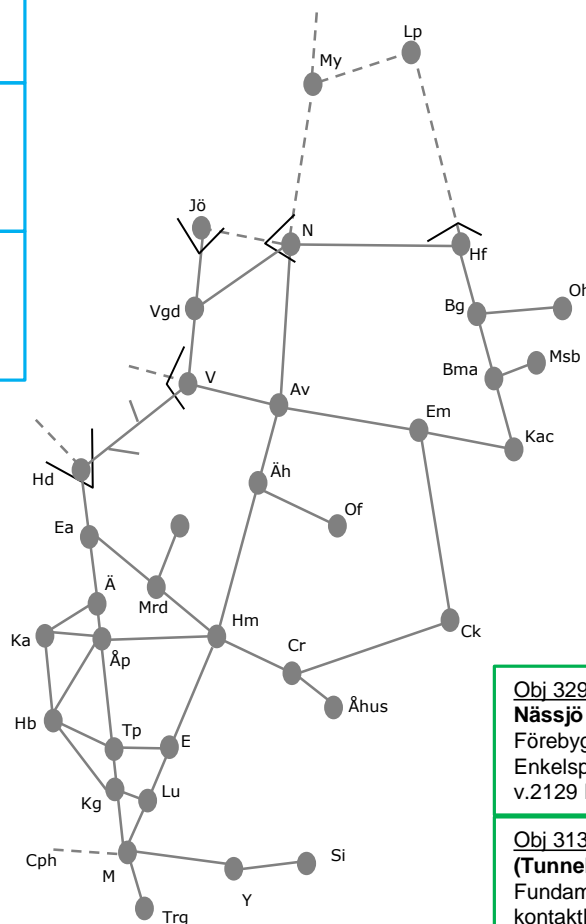 Lp
My
Jö
N
Hf
Vgd
Bg
Oh
Bma
Msb
V
Av
Em
Kac
Äh
Hd
Of
Ea
Ä
Mrd
Hm
Ck
Ka
Åp
Cr
Åhus
Hb
Tp
E
Kg
Lu
Cph
M
Si
Y
Trg
Obj 329
Nässjö
Förebyg
Enkelsp
v.2129
Obj 313
(Tunnel
Fundam
kontaktl